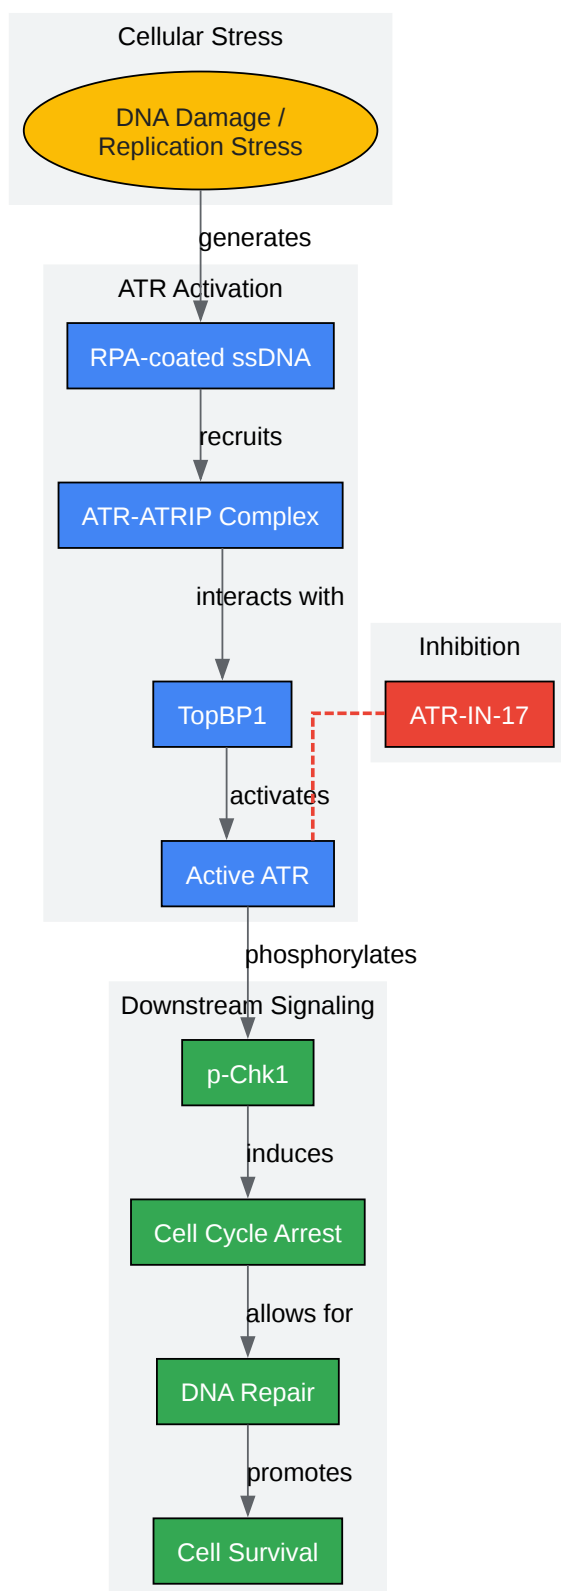 Cellular Stress
DNA Damage /
Replication Stress
generates
ATR Activation
RPA-coated ssDNA
recruits
ATR-ATRIP Complex
interacts with
Inhibition
TopBP1
ATR-IN-17
activates
Active ATR
phosphorylates
Downstream Signaling
p-Chk1
induces
Cell Cycle Arrest
allows for
DNA Repair
promotes
Cell Survival